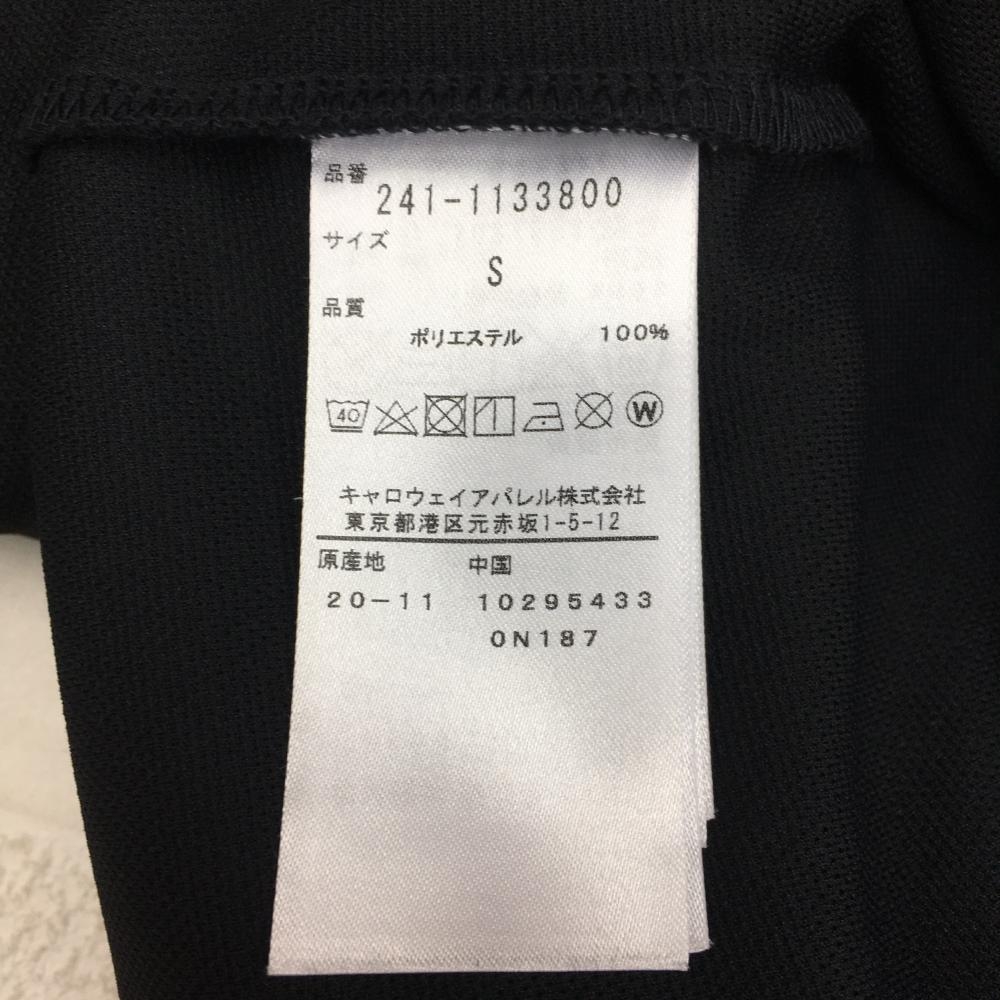 品番
241-1133800
サイズ
S
品質
ポリエステル 100%
40 W
キャロウェイアパレル株式会社
東京都港区元赤坂1-5-12
原産地 中国
20-11 10295433
0N187